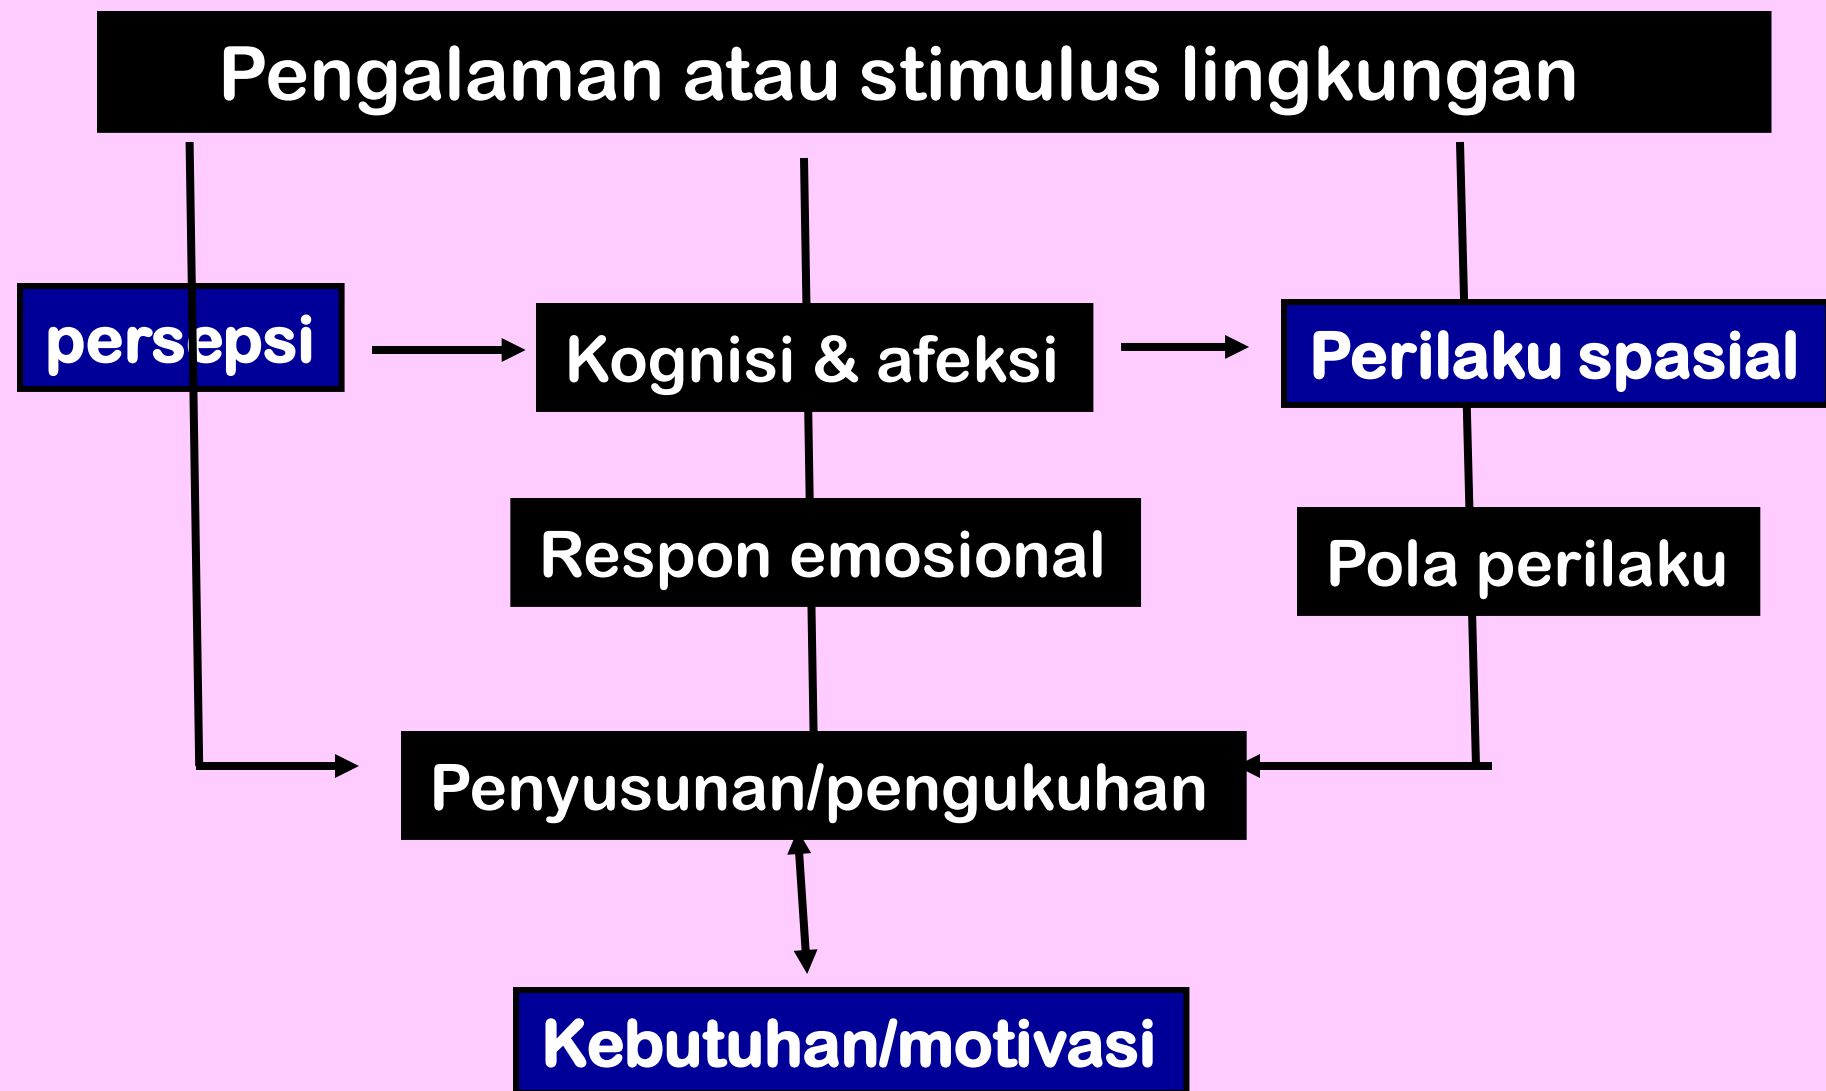 Pengalaman atau stimulus lingkungan
persepsi
Kognisi & afeksi
Perilaku spasial
Respon emosional
Pola perilaku
Penyusunan/pengukuhan
Kebutuhan/motivasi